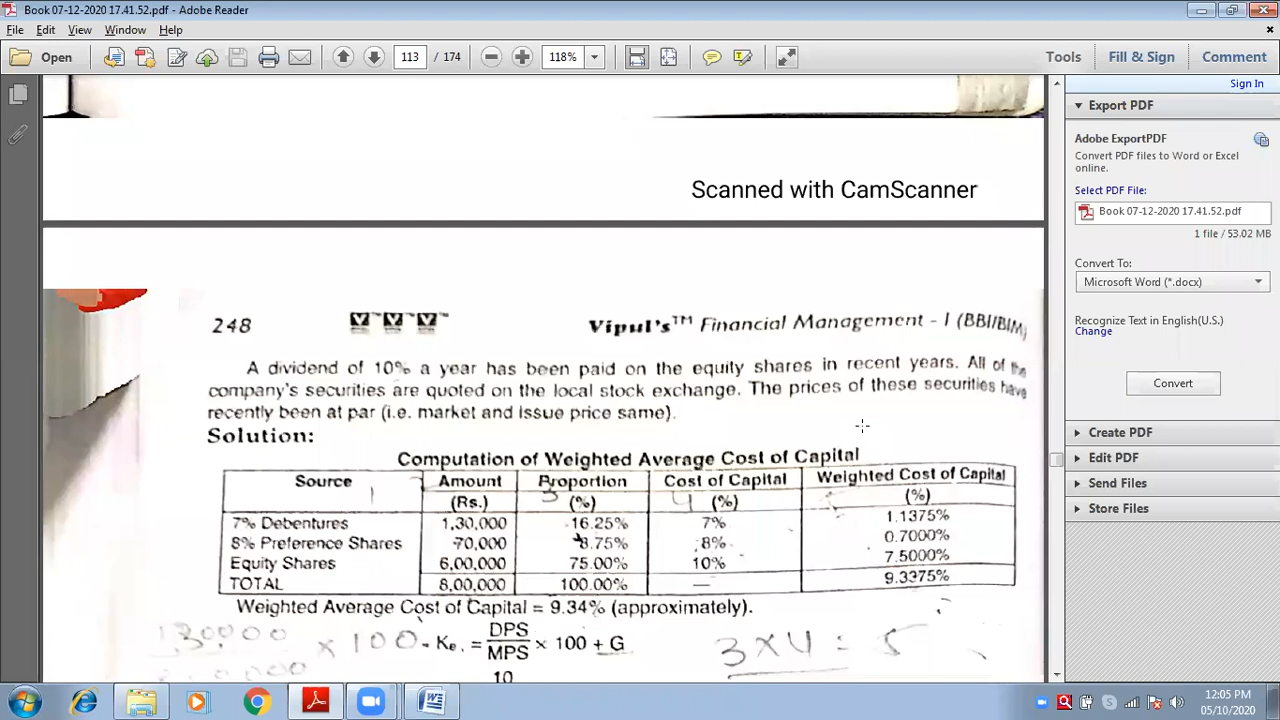 Book 07-12-2020 17.41.52.pdf - Adobe Reader
File Edit View Window Help
Open 113 / 174 118% Tools Fill & Sign Comment
Sign In
Export PDF
Adobe ExportPDF
Convert PDF files to Word or Excel online.
Select PDF File:
Book 07-12-2020 17.41.52.pdf
1 file / 53.02 MB
Convert To:
Microsoft Word (*.docx)
Recognize Text in English(U.S.)
Change
Convert
Create PDF
Edit PDF
Send Files
Store Files
Scanned with CamScanner
248 Vipul's™ Financial Management - I (BBI/BIM)
A dividend of 10% a year has been paid on the equity shares in recent years. All of the
company's securities are quoted on the local stock exchange. The prices of these securities have
recently been at par (i.e. market and issue price same).
Solution:
Computation of Weighted Average Cost of Capital
Source Amount Proportion Cost of Capital Weighted Cost of Capital
1 (Rs.) 3 (%) 4 (%) (%)
7% Debentures 1,30,000 16.25% 7% 1.1375%
8% Preference Shares 70,000 8.75% 8% 0.7000%
Equity Shares 6,00,000 75.00% 10% 7.5000%
TOTAL 8,00,000 100.00% — 9.3375%
Weighted Average Cost of Capital = 9.34% (approximately).
130000 × 100 Ke = DPS / MPS × 100 + G 3 × 4 = 5
10
12:05 PM
05/10/2020